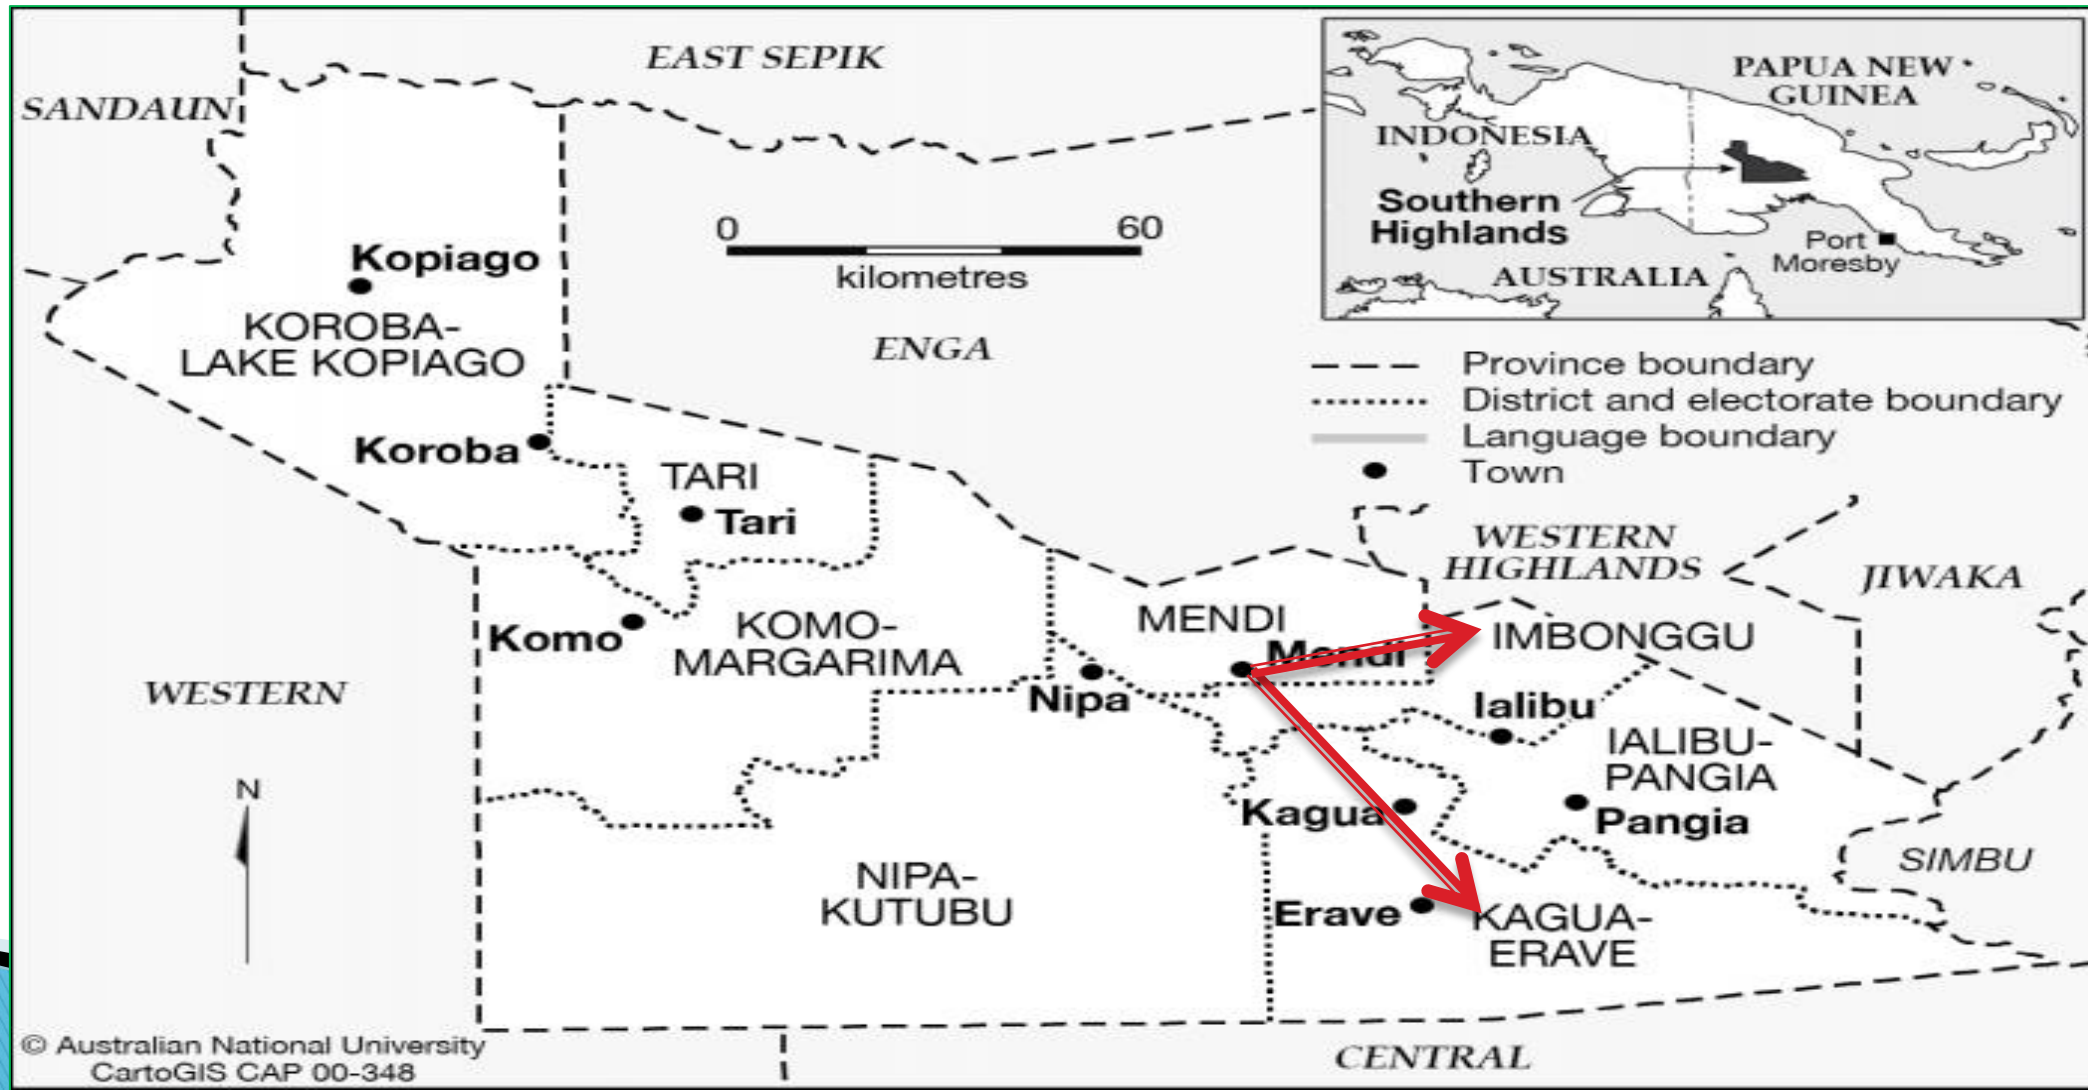 EAST SEPIK
SANDAUN
PAPUA NEW
GUINEA
INDONESIA
Southern
Highlands
Port
Moresby
AUSTRALIA
0 60
kilometres
Kopiago
KOROBA-
LAKE KOPIAGO
ENGA
Province boundary
District and electorate boundary
Language boundary
Town
Koroba
TARI
Tari
WESTERN
HIGHLANDS
JIWAKA
Komo
KOMO-
MARGARIMA
MENDI
Mendi
IMBONGGU
WESTERN
Nipa
Ialibu
IALIBU-
PANGIA
N
Kagua
Pangia
SIMBU
NIPA-
KUTUBU
Erave
KAGUA-
ERAVE
© Australian National University
CartoGIS CAP 00-348
CENTRAL